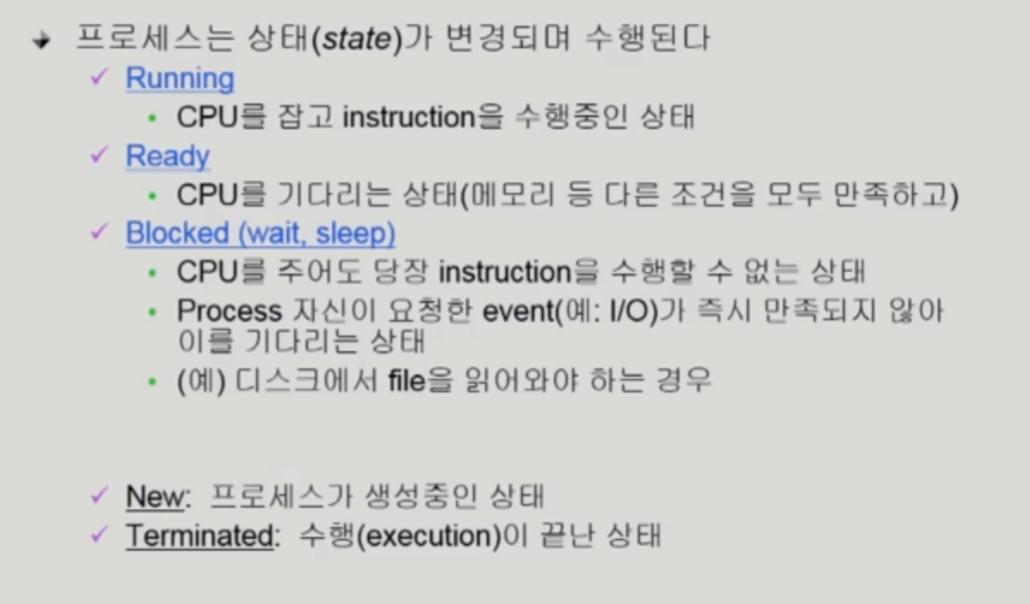 프로세스는 상태(state)가 변경되며 수행된다
Running
CPU를 잡고 instruction을 수행중인 상태
Ready
CPU를 기다리는 상태(메모리 등 다른 조건을 모두 만족하고)
Blocked (wait, sleep)
CPU를 주어도 당장 instruction을 수행할 수 없는 상태
Process 자신이 요청한 event(예: I/O)가 즉시 만족되지 않아
이를 기다리는 상태
(예) 디스크에서 file을 읽어와야 하는 경우
New: 프로세스가 생성중인 상태
Terminated: 수행(execution)이 끝난 상태